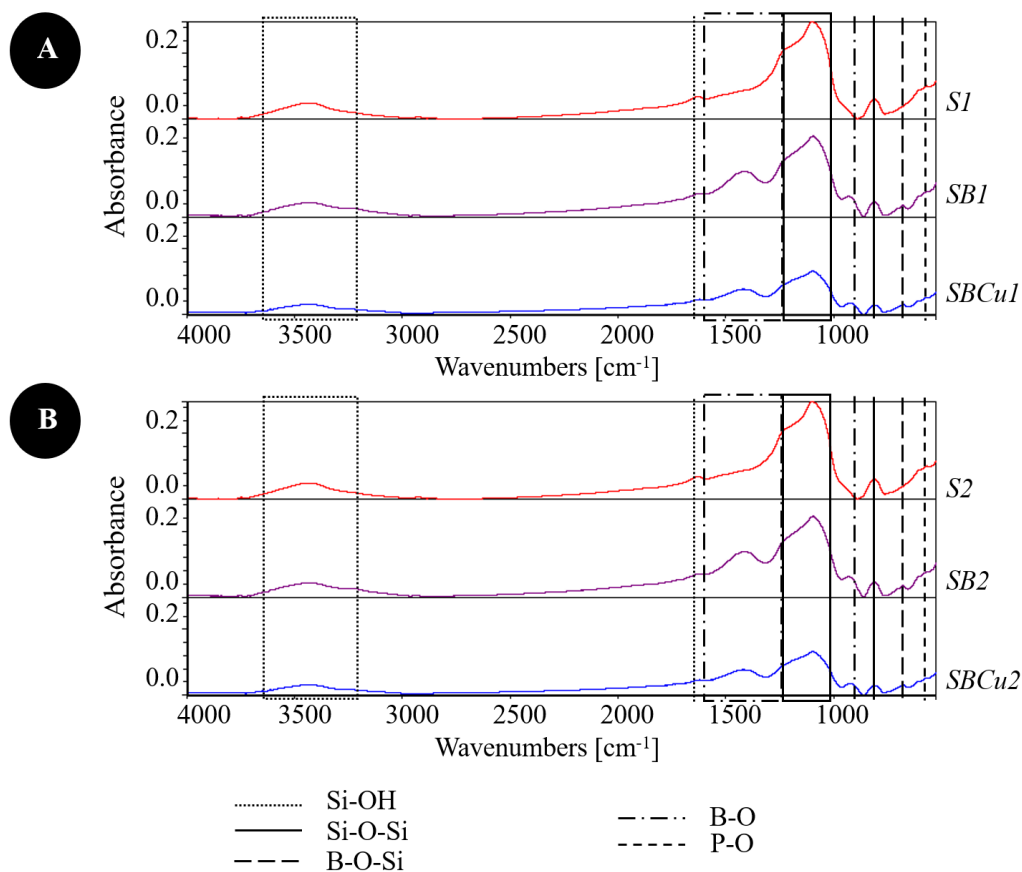 A
0.2
0.0
S1
0.2
0.0
SB1
0.2
0.0
SBCu1
Absorbance
4000 3500 3000 2500 2000 1500 1000
Wavenumbers [cm-1]
B
0.2
0.0
S2
0.2
0.0
SB2
0.2
0.0
SBCu2
Absorbance
4000 3500 3000 2500 2000 1500 1000
Wavenumbers [cm-1]
Si-OH
Si-O-Si
B-O-Si
B-O
P-O